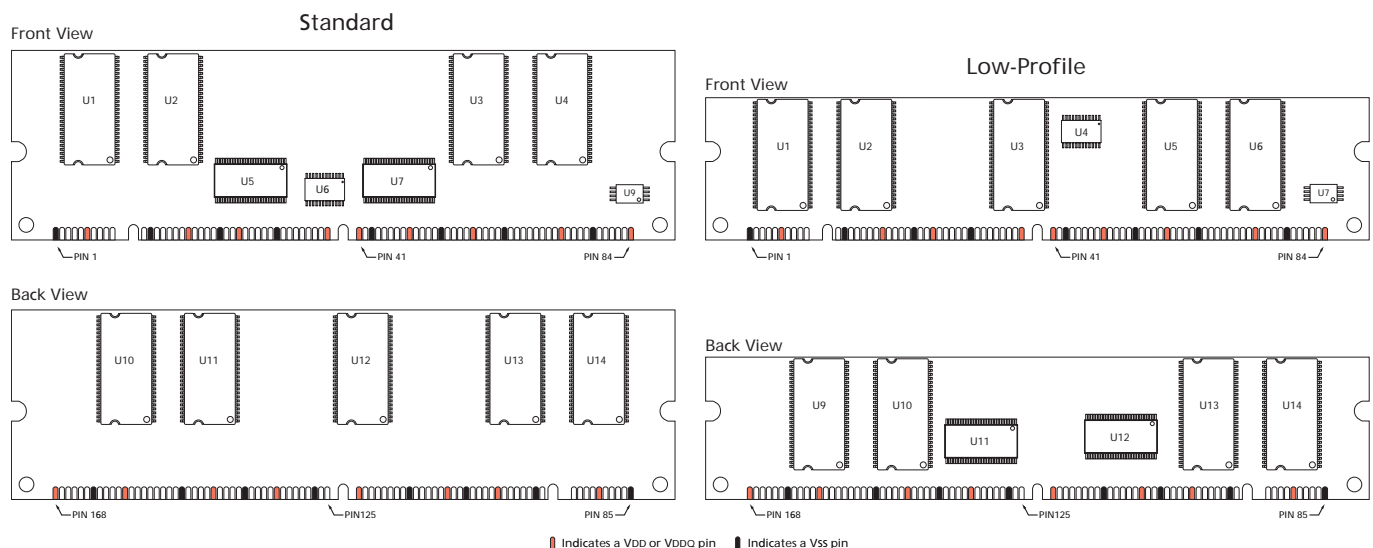 Standard
Front View
U1
U2
U3
U4
U5
U6
U7
U9
PIN 1
PIN 41
PIN 84
Back View
U10
U11
U12
U13
U14
PIN 168
PIN125
PIN 85
Low-Profile
Front View
U1
U2
U3
U4
U5
U6
U7
PIN 1
PIN 41
PIN 84
Back View
U9
U10
U11
U12
U13
U14
PIN 168
PIN125
PIN 85
Indicates a VDD or VDDQ pin
Indicates a VSS pin